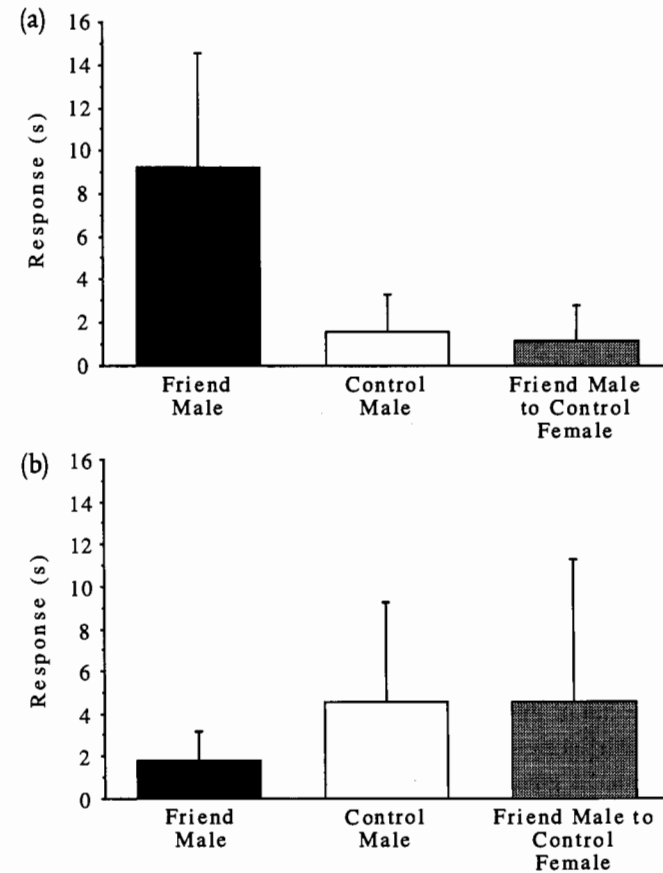 (a)
16
14
12
10
8
6
4
2
0
Response (s)
Friend
Male
Control
Male
Friend Male
to Control
Female
(b)
16
14
12
10
8
6
4
2
0
Response (s)
Friend
Male
Control
Male
Friend Male to
Control
Female